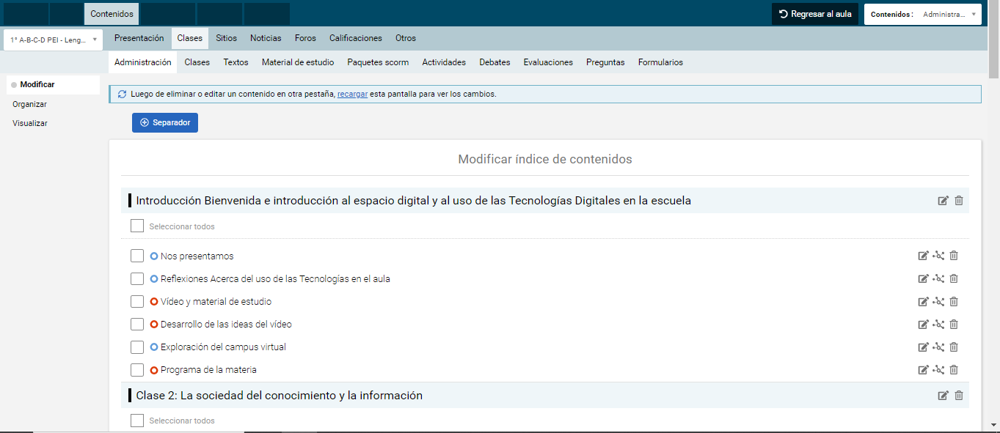 Contenidos
Regresar al aula
Contenidos: Administra...
1° A-B-C-D PEI - Leng...
Presentación Clases Sitios Noticias Foros Calificaciones Otros
Administración Clases Textos Material de estudio Paquetes scorm Actividades Debates Evaluaciones Preguntas Formularios
Modificar
Organizar
Visualizar
Luego de eliminar o editar un contenido en otra pestaña, recargar esta pantalla para ver los cambios.
Separador
Modificar índice de contenidos
Introducción Bienvenida e introducción al espacio digital y al uso de las Tecnologías Digitales en la escuela
Seleccionar todos
Nos presentamos
Reflexiones Acerca del uso de las Tecnologías en el aula
Vídeo y material de estudio
Desarrollo de las ideas del vídeo
Exploración del campus virtual
Programa de la materia
Clase 2: La sociedad del conocimiento y la información
Seleccionar todos